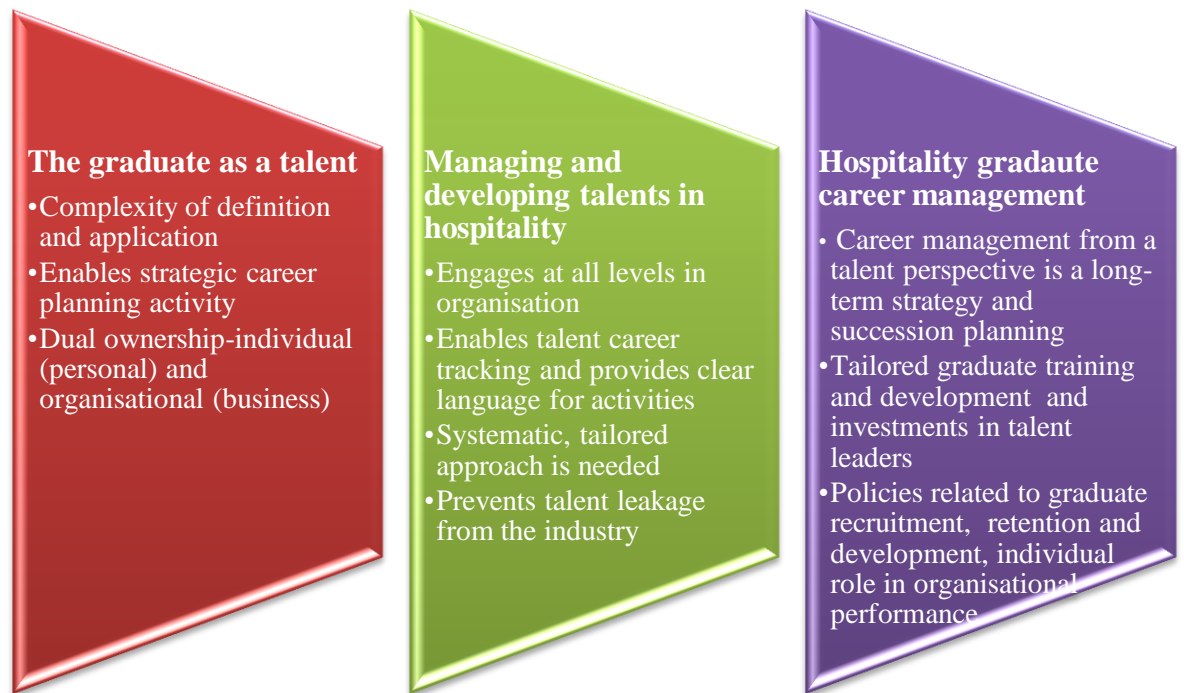 The graduate as a talent
•Complexity of definition
and application
•Enables strategic career
planning activity
•Dual ownership-individual
(personal) and
organisational (business)
Managing and
developing talents in
hospitality
•Engages at all levels in
organisation
•Enables talent career
tracking and provides clear
language for activities
•Systematic, tailored
approach is needed
•Prevents talent leakage
from the industry
Hospitality gradaute
career management
• Career management from a
talent perspective is a long-
term strategy and
succession planning
•Tailored graduate training
and development and
investments in talent
leaders
•Policies related to graduate
recruitment, retention and
development, individual
role in organisational
performance